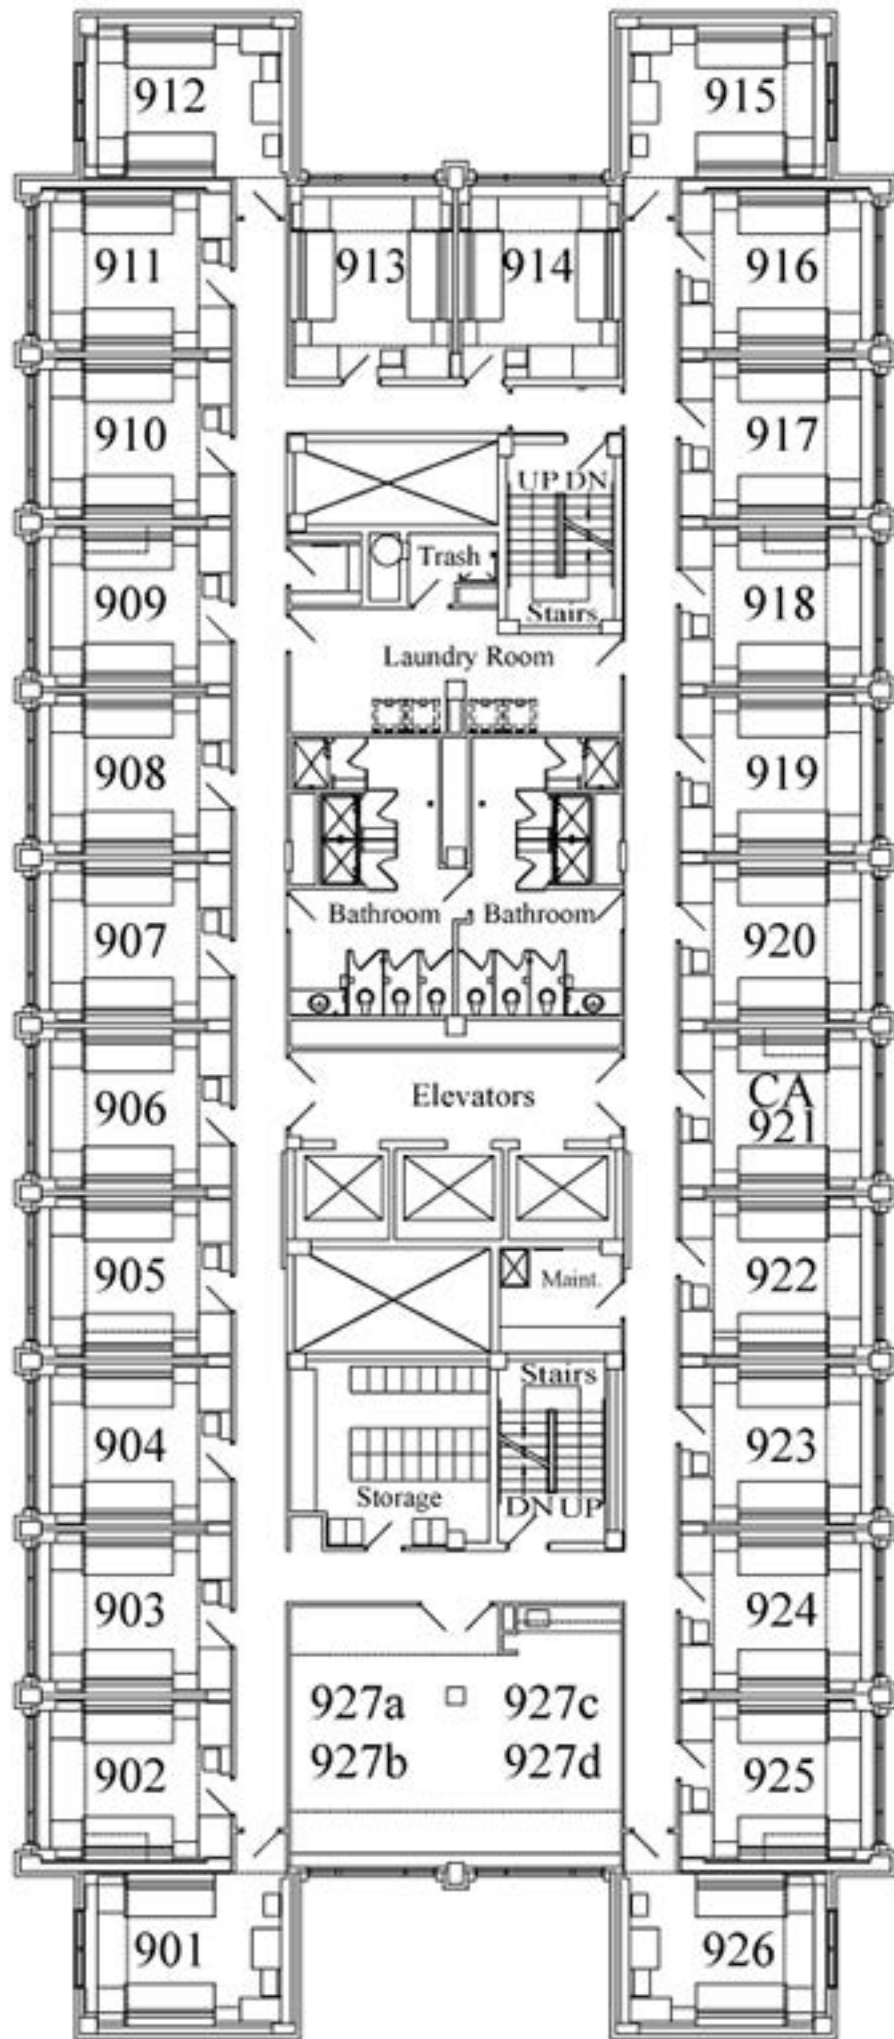 912 915
911 913 914 916
910 917
UP DN
Trash
909 918
Stairs
Laundry Room
908 919
Bathroom Bathroom
907 920
Elevators
CA
906 921
905 Maint. 922
Stairs
904 923
Storage DN UP
903 924
927a 927c
927b 927d
902 925
901 926